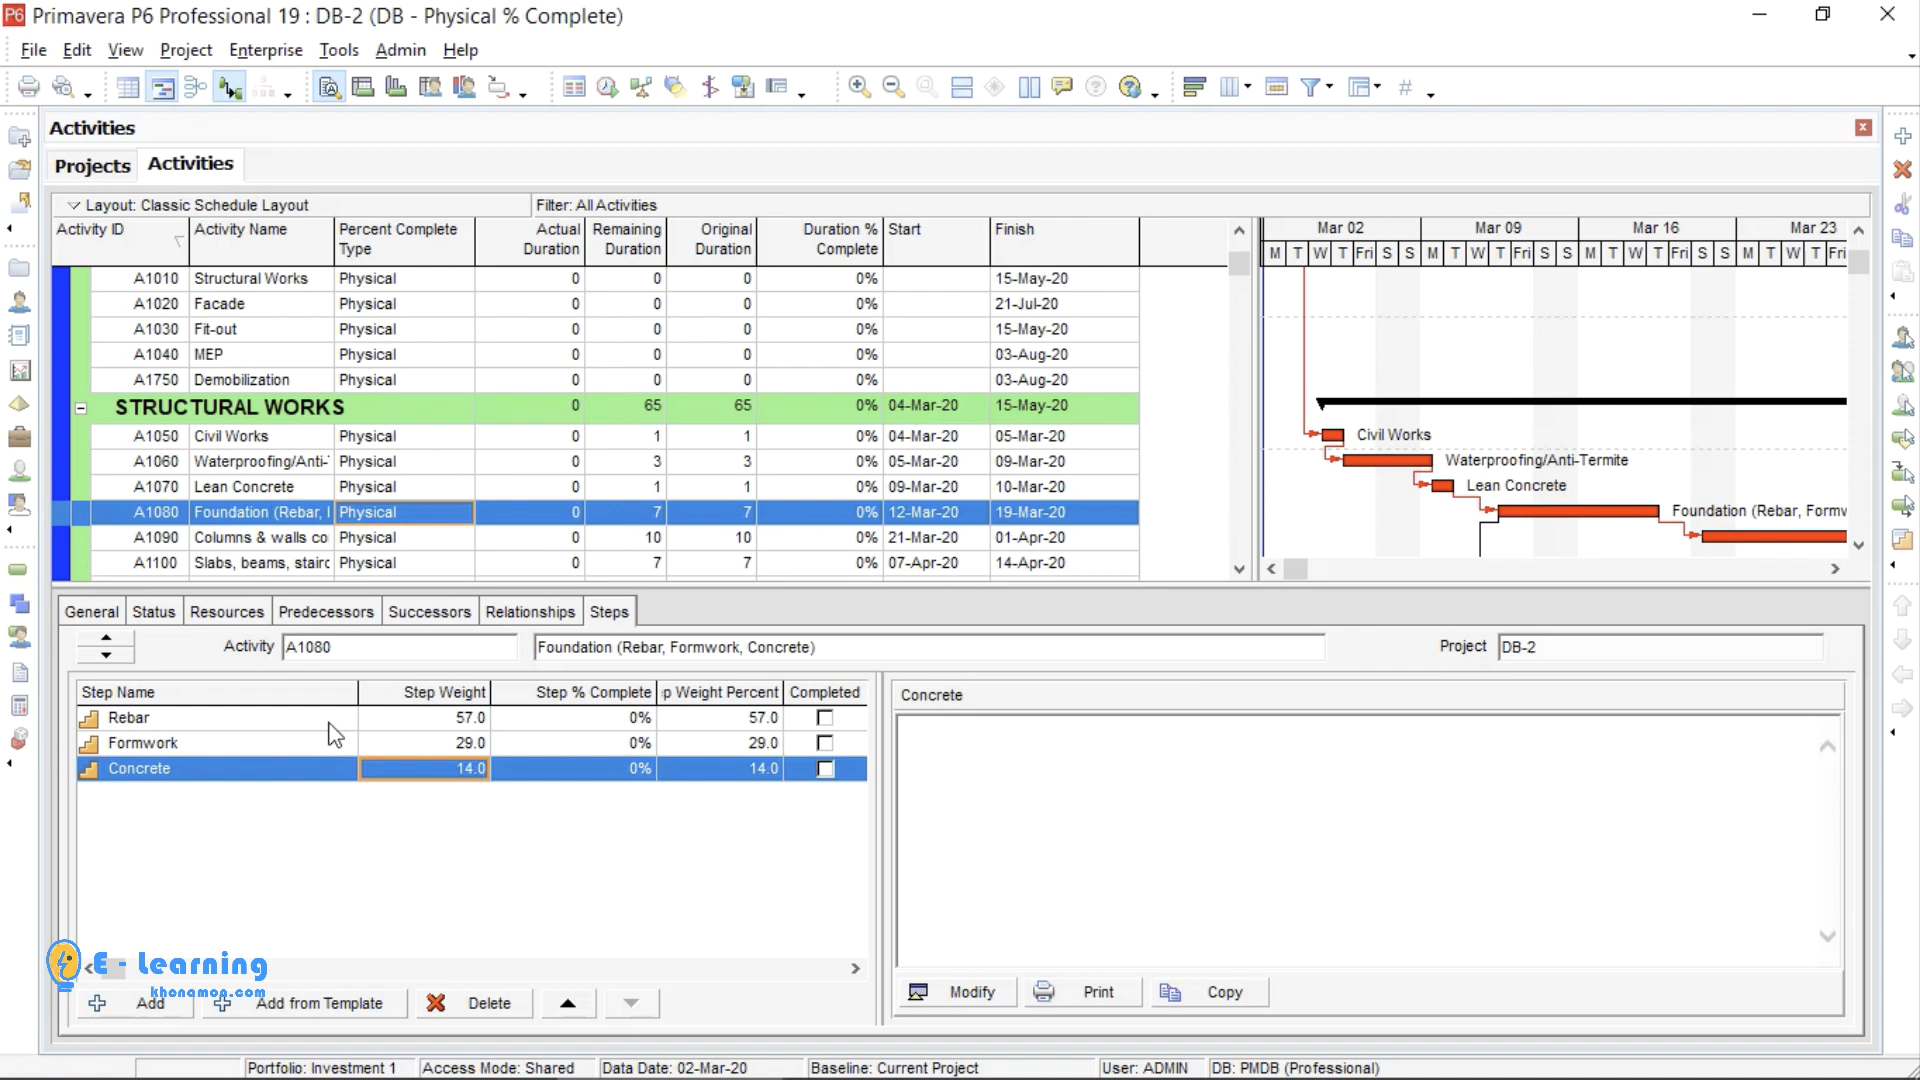 P6 Primavera P6 Professional 19 : DB-2 (DB - Physical % Complete)
File Edit View Project Enterprise Tools Admin Help
Activities
Projects Activities
Layout: Classic Schedule Layout Filter: All Activities
Activity ID Activity Name Percent Complete Type Actual Duration Remaining Duration Original Duration Duration % Complete Start Finish
Mar 02 Mar 09 Mar 16 Mar 23
M T W T Fri S S M T W T Fri S S M T W T Fri S S M T W T Fri
A1010 Structural Works Physical 0 0 0 0% 15-May-20
A1020 Facade Physical 0 0 0 0% 21-Jul-20
A1030 Fit-out Physical 0 0 0 0% 15-May-20
A1040 MEP Physical 0 0 0 0% 03-Aug-20
A1750 Demobilization Physical 0 0 0 0% 03-Aug-20
STRUCTURAL WORKS 0 65 65 0% 04-Mar-20 15-May-20
A1050 Civil Works Physical 0 1 1 0% 04-Mar-20 05-Mar-20 Civil Works
A1060 Waterproofing/Anti- Physical 0 3 3 0% 05-Mar-20 09-Mar-20 Waterproofing/Anti-Termite
A1070 Lean Concrete Physical 0 1 1 0% 09-Mar-20 10-Mar-20 Lean Concrete
A1080 Foundation (Rebar, Physical 0 7 7 0% 12-Mar-20 19-Mar-20 Foundation (Rebar, Formw
A1090 Columns & walls co Physical 0 10 10 0% 21-Mar-20 01-Apr-20
A1100 Slabs, beams, stairc Physical 0 7 7 0% 07-Apr-20 14-Apr-20
General Status Resources Predecessors Successors Relationships Steps
Activity A1080 Foundation (Rebar, Formwork, Concrete) Project DB-2
Step Name Step Weight Step % Complete p Weight Percent Completed
Concrete
Rebar 57.0 0% 57.0
Formwork 29.0 0% 29.0
Concrete 14.0 0% 14.0
E - Learning
khonamon.com
Add Add from Template Delete
Modify Print Copy
Portfolio: Investment 1 Access Mode: Shared Data Date: 02-Mar-20 Baseline: Current Project User: ADMIN DB: PMDB (Professional)